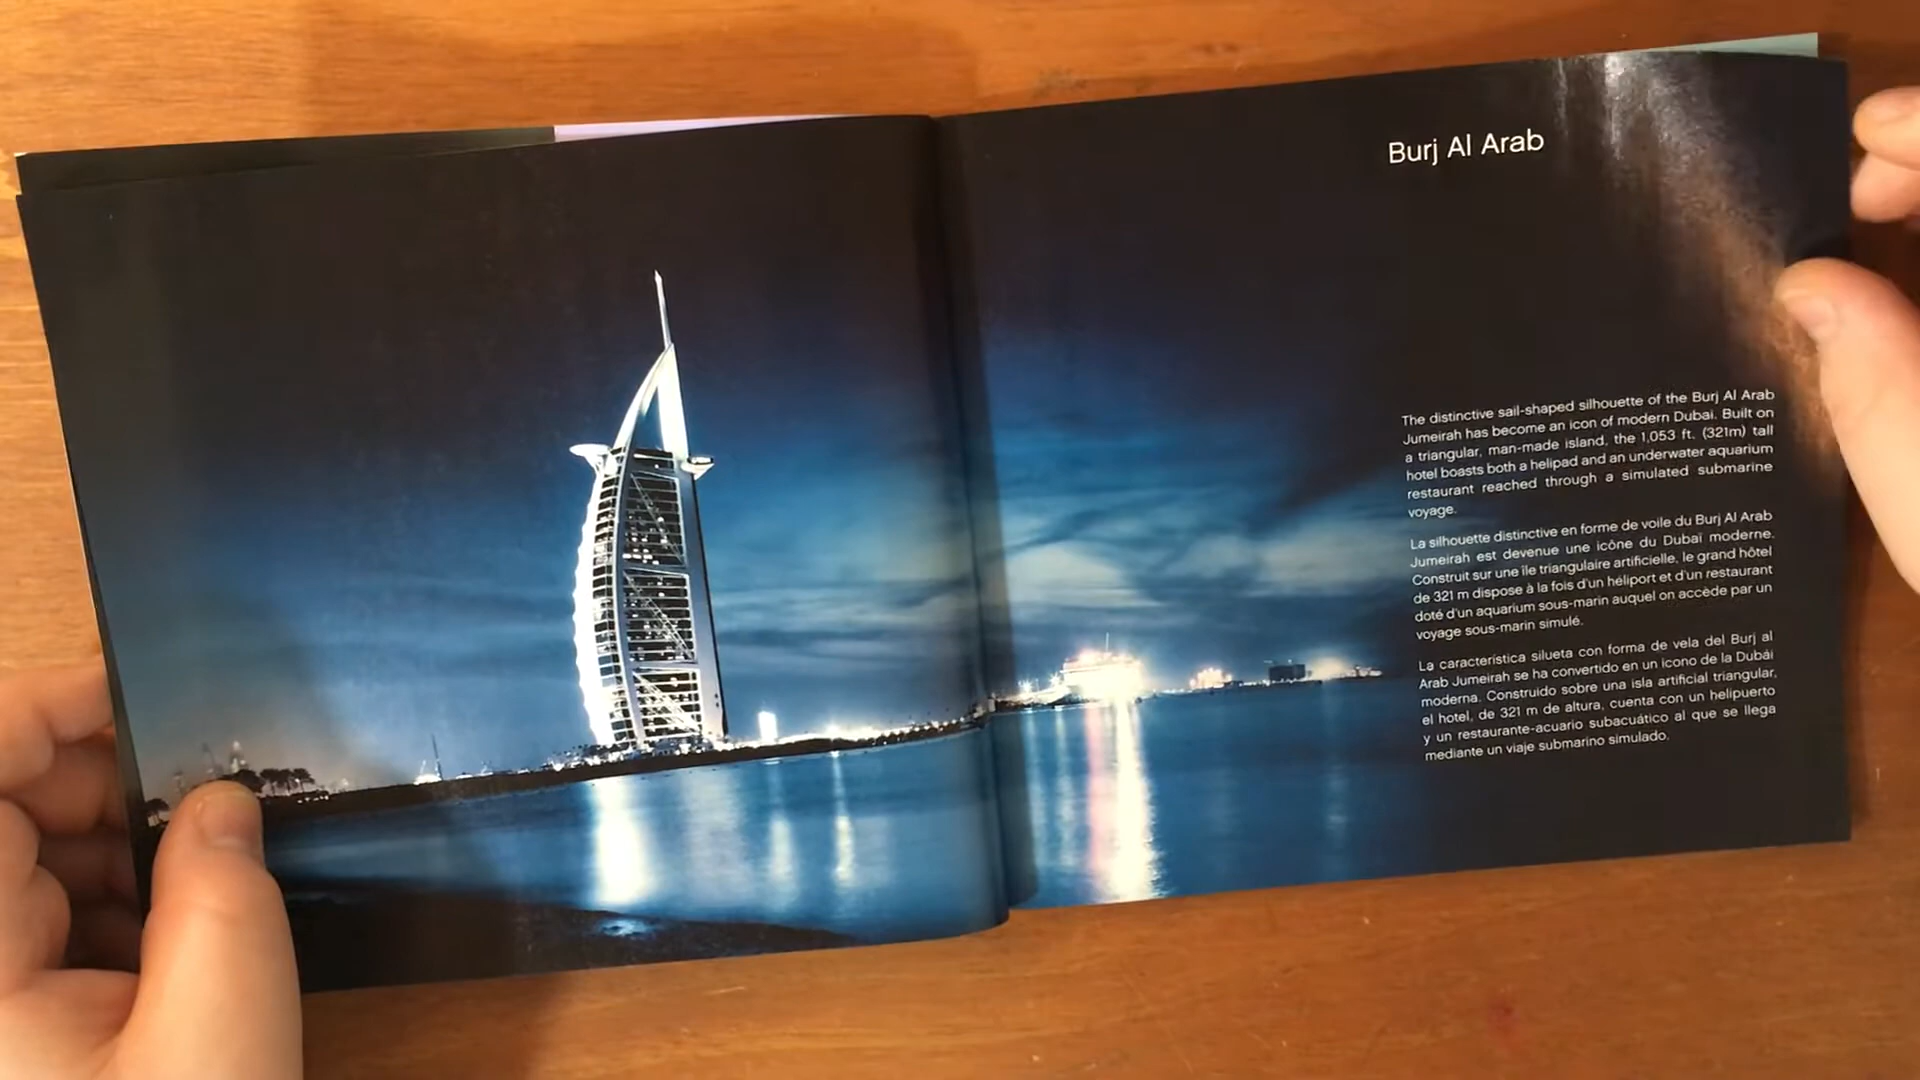 Burj Al Arab
The distinctive sail-shaped silhouette of the Burj Al Arab
Jumeirah has become an icon of modern Dubai. Built on
a triangular, man-made island, the 1,053 ft. (321m) tall
hotel boasts both a helipad and an underwater aquarium
restaurant reached through a simulated submarine
voyage.
La silhouette distinctive en forme de voile du Burj Al Arab
Jumeirah est devenue une icône du Dubaï moderne.
Construit sur une île triangulaire artificielle, le grand hôtel
de 321 m dispose à la fois d'un héliport et d'un restaurant
doté d'un aquarium sous-marin auquel on accède par un
voyage sous-marin simulé.
La característica silueta con forma de vela del Burj al
Arab Jumeirah se ha convertido en un icono de la Dubái
moderna. Construido sobre una isla artificial triangular,
el hotel, de 321 m de altura, cuenta con un helipuerto
y un restaurante-acuario subacuático al que se llega
mediante un viaje submarino simulado.